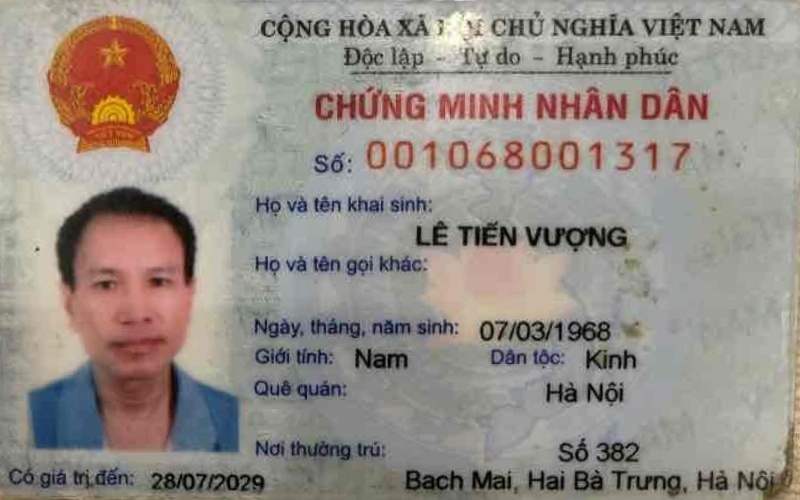 CỘNG HÒA XÃ HỘI CHỦ NGHĨA VIỆT NAM
Độc lập - Tự do - Hạnh phúc
CHỨNG MINH NHÂN DÂN
Số: 001068001317
Họ và tên khai sinh:
LÊ TIẾN VƯỢNG
Họ và tên gọi khác:
Ngày, tháng, năm sinh: 07/03/1968
Giới tính: Nam Dân tộc: Kinh
Quê quán: Hà Nội
Nơi thường trú: Số 382
Bach Mai, Hai Bà Trưng, Hà Nội
Có giá trị đến: 28/07/2029